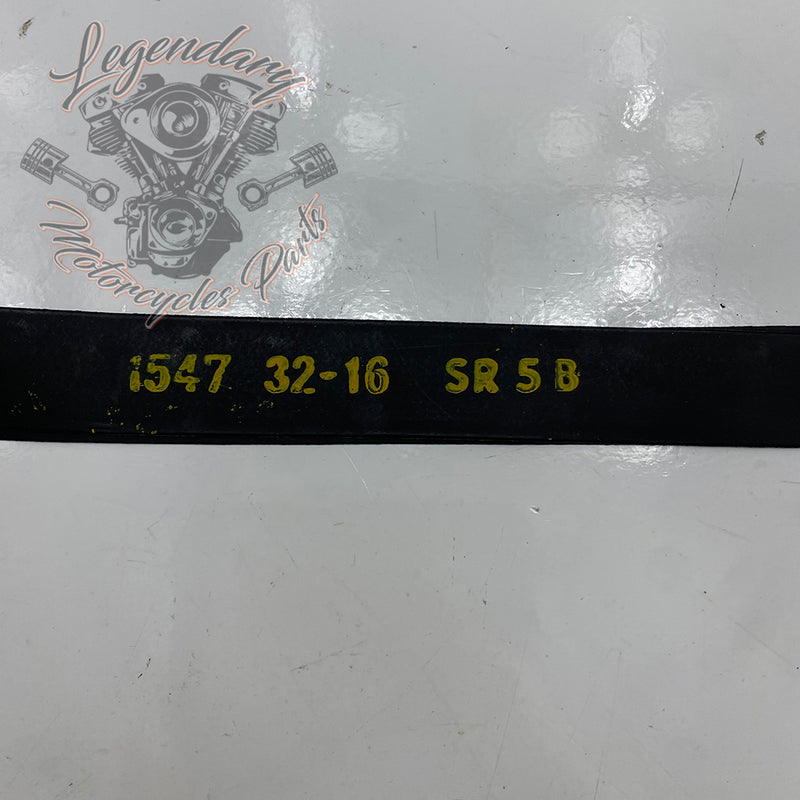 Legendary
Motorcycles Parts
1547 32-16 SR 5 B